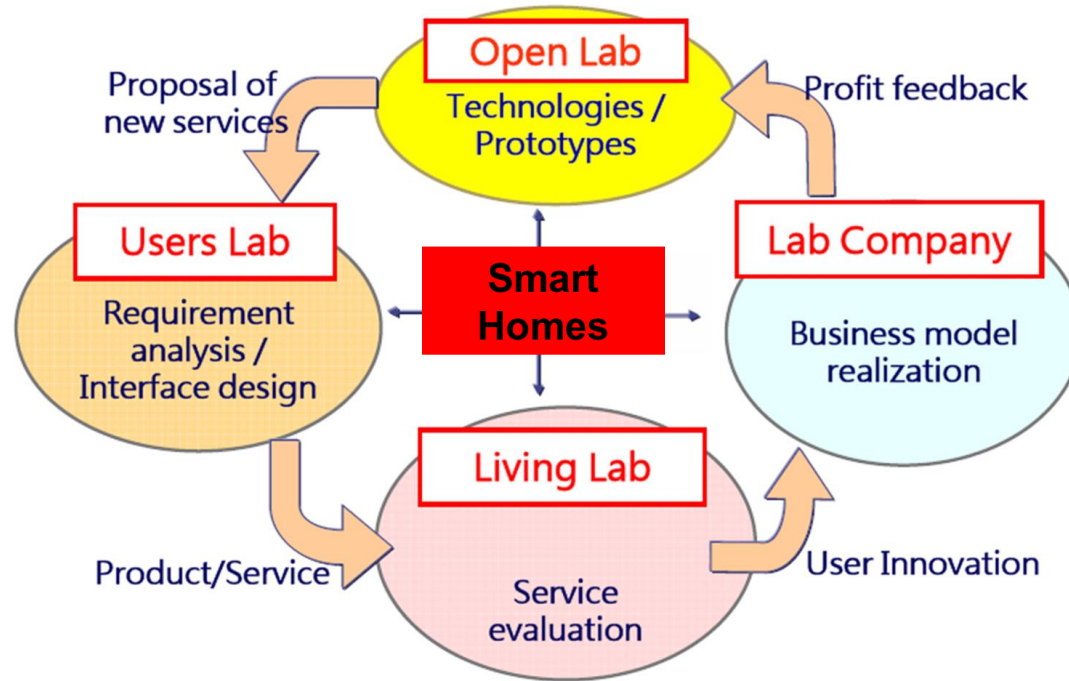 Open Lab
Technologies /
Prototypes
Proposal of
new services
Profit feedback
Users Lab
Requirement
analysis /
Interface design
Smart
Homes
Lab Company
Business model
realization
Living Lab
Service
evaluation
Product/Service
User Innovation